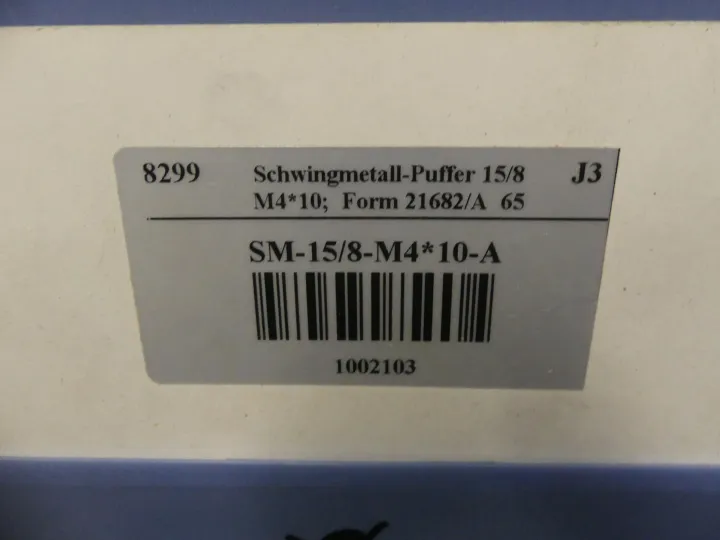 8299 Schwingmetall-Puffer 15/8 J3
M4*10; Form 21682/A 65
SM-15/8-M4*10-A
1002103